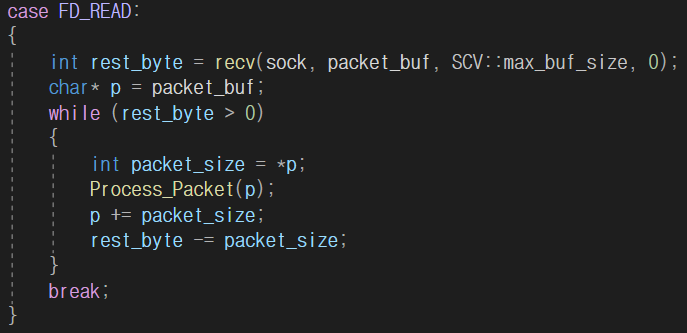 case FD_READ:
{
int rest_byte = recv(sock, packet_buf, SCV::max_buf_size, 0);
char* p = packet_buf;
while (rest_byte > 0)
{
int packet_size = *p;
Process_Packet(p);
p += packet_size;
rest_byte -= packet_size;
}
break;
}